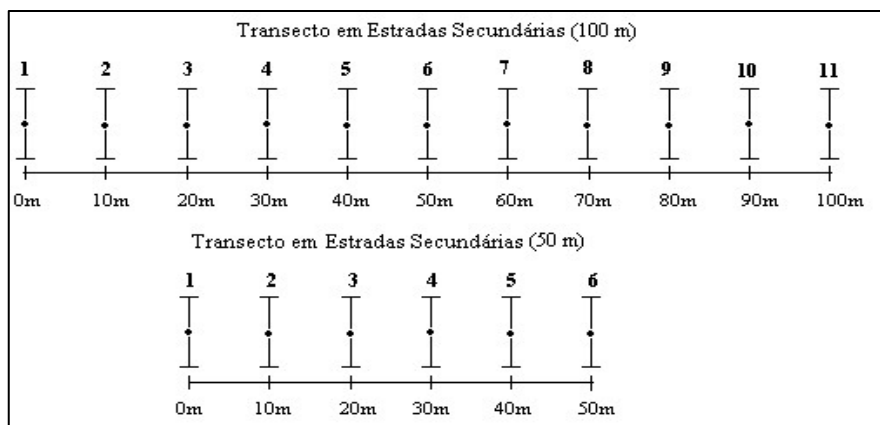 Transecto em Estradas Secundárias (100 m)
1 2 3 4 5 6 7 8 9 10 11
0m 10m 20m 30m 40m 50m 60m 70m 80m 90m 100m
Transecto em Estradas Secundárias (50 m)
1 2 3 4 5 6
0m 10m 20m 30m 40m 50m